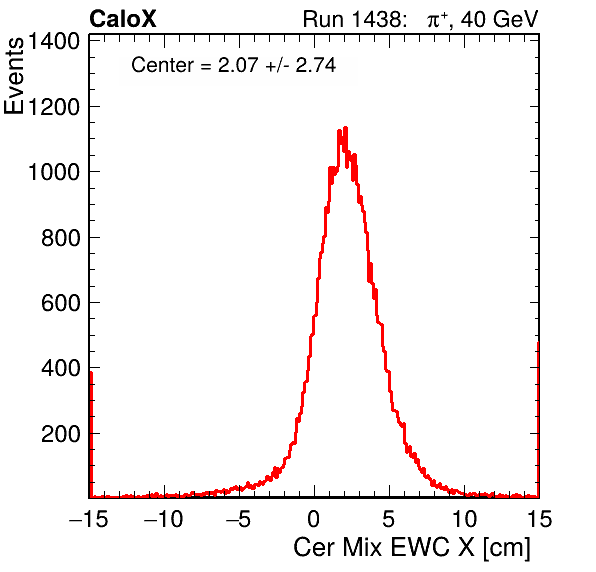 CaloX Run 1438: π⁺, 40 GeV
Events
1400
Center = 2.07 +/- 2.74
1200
1000
800
600
400
200
−15 −10 −5 0 5 10 15
Cer Mix EWC X [cm]